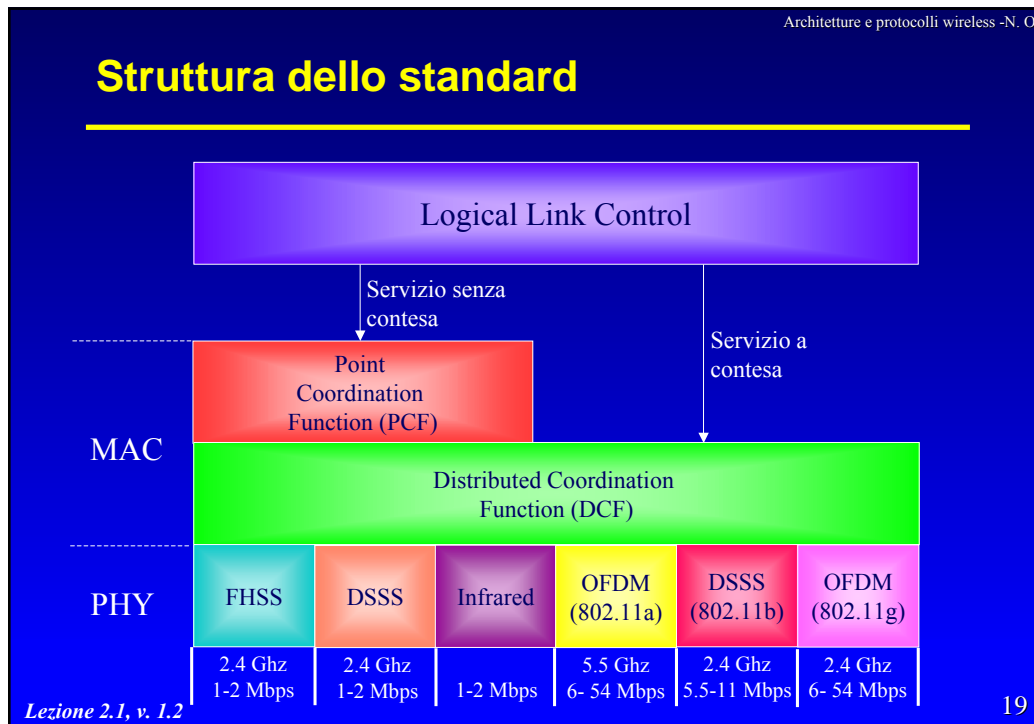 Architetture e protocolli wireless -N. O
Struttura dello standard
Logical Link Control
Servizio senza
contesa
Servizio a
contesa
Point
Coordination
Function (PCF)
MAC
Distributed Coordination
Function (DCF)
PHY
FHSS
DSSS
Infrared
OFDM
(802.11a)
DSSS
(802.11b)
OFDM
(802.11g)
2.4 Ghz
1-2 Mbps
2.4 Ghz
1-2 Mbps
1-2 Mbps
5.5 Ghz
6- 54 Mbps
2.4 Ghz
5.5-11 Mbps
2.4 Ghz
6- 54 Mbps
Lezione 2.1, v. 1.2
19